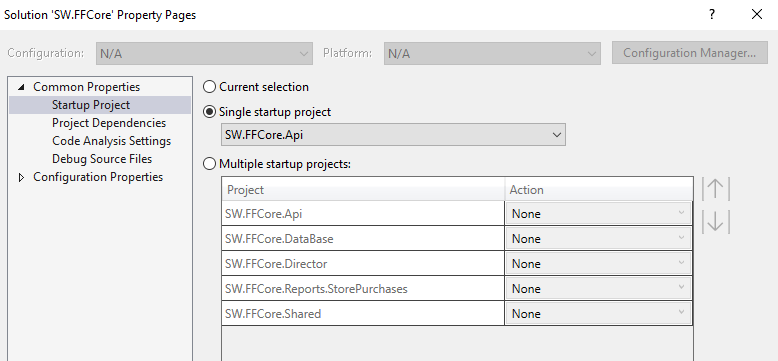 Solution 'SW.FFCore' Property Pages
? ×
Configuration: N/A Platform: N/A Configuration Manager...
Common Properties
Startup Project
Project Dependencies
Code Analysis Settings
Debug Source Files
Configuration Properties
Current selection
Single startup project
SW.FFCore.Api
Multiple startup projects:
Project Action
SW.FFCore.Api None
SW.FFCore.DataBase None
SW.FFCore.Director None
SW.FFCore.Reports.StorePurchases None
SW.FFCore.Shared None